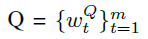 Q = {w_t^Q}_{t=1}^m